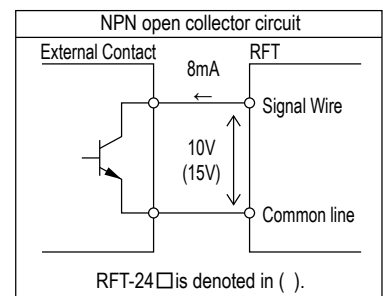 NPN open collector circuit
External Contact
RFT
8mA
←
Signal Wire
10V
(15V)
Common line
RFT-24□is denoted in ( ).